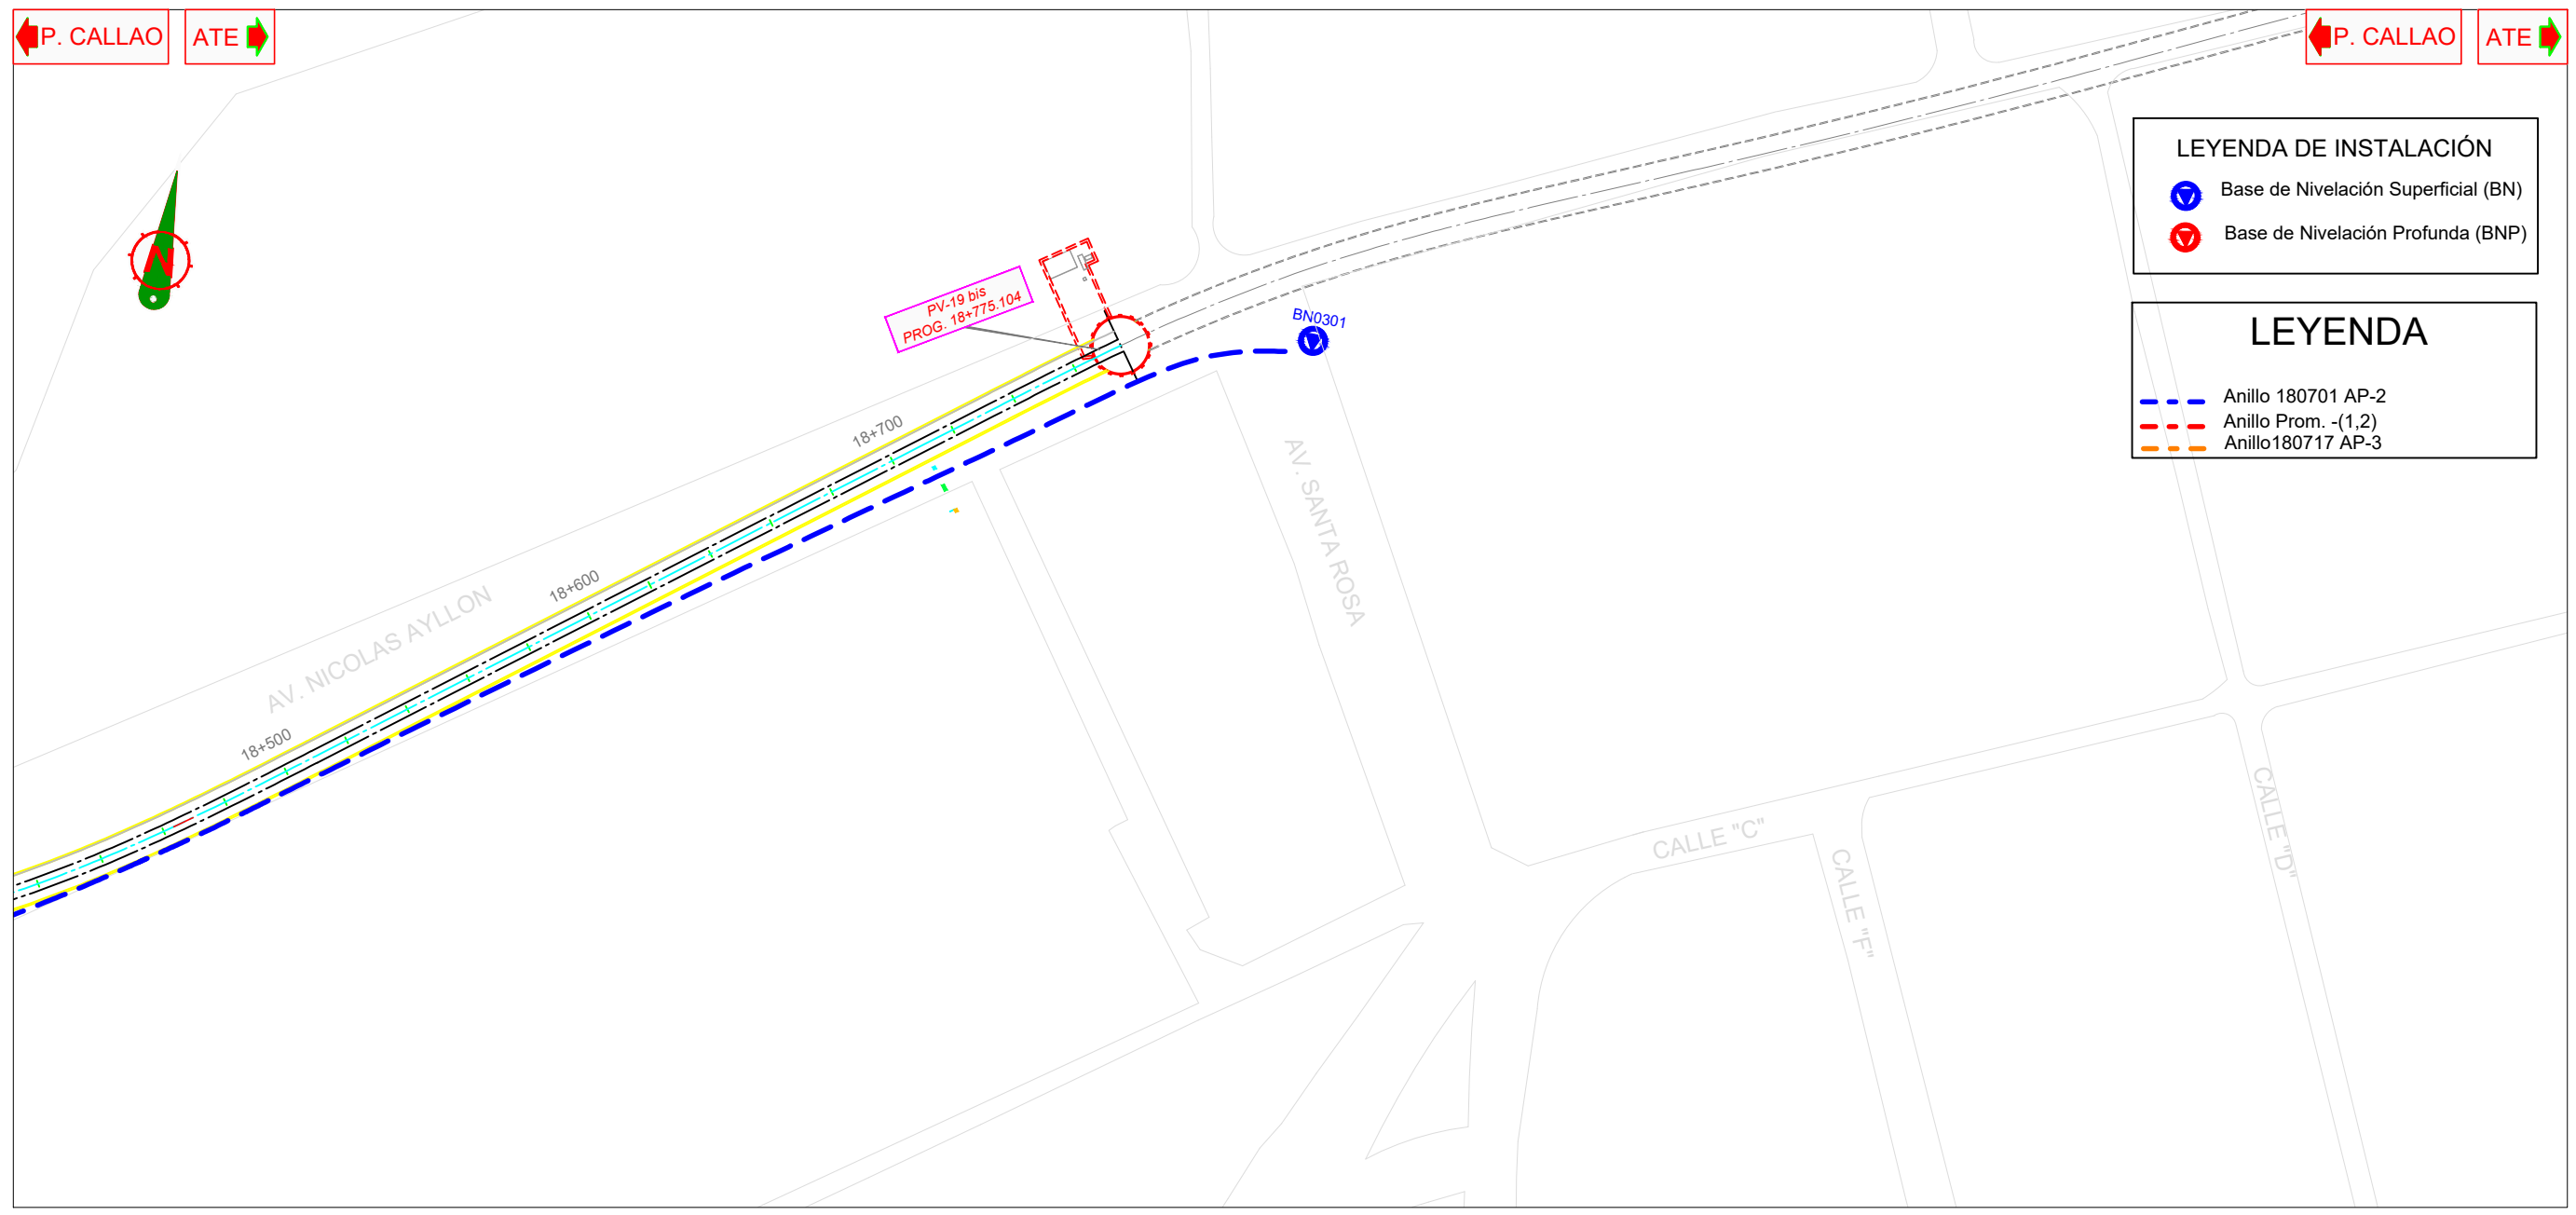 P. CALLAO
ATE
P. CALLAO
ATE
LEYENDA DE INSTALACIÓN
Base de Nivelación Superficial (BN)
Base de Nivelación Profunda (BNP)
LEYENDA
Anillo 180701 AP-2
Anillo Prom. -(1,2)
Anillo180717 AP-3
N
PV-19 bis
PROG. 18+775.104
BN0301
18+700
18+600
18+500
AV. NICOLAS AYLLON
AV. SANTA ROSA
CALLE "C"
CALLE "F"
CALLE "D"